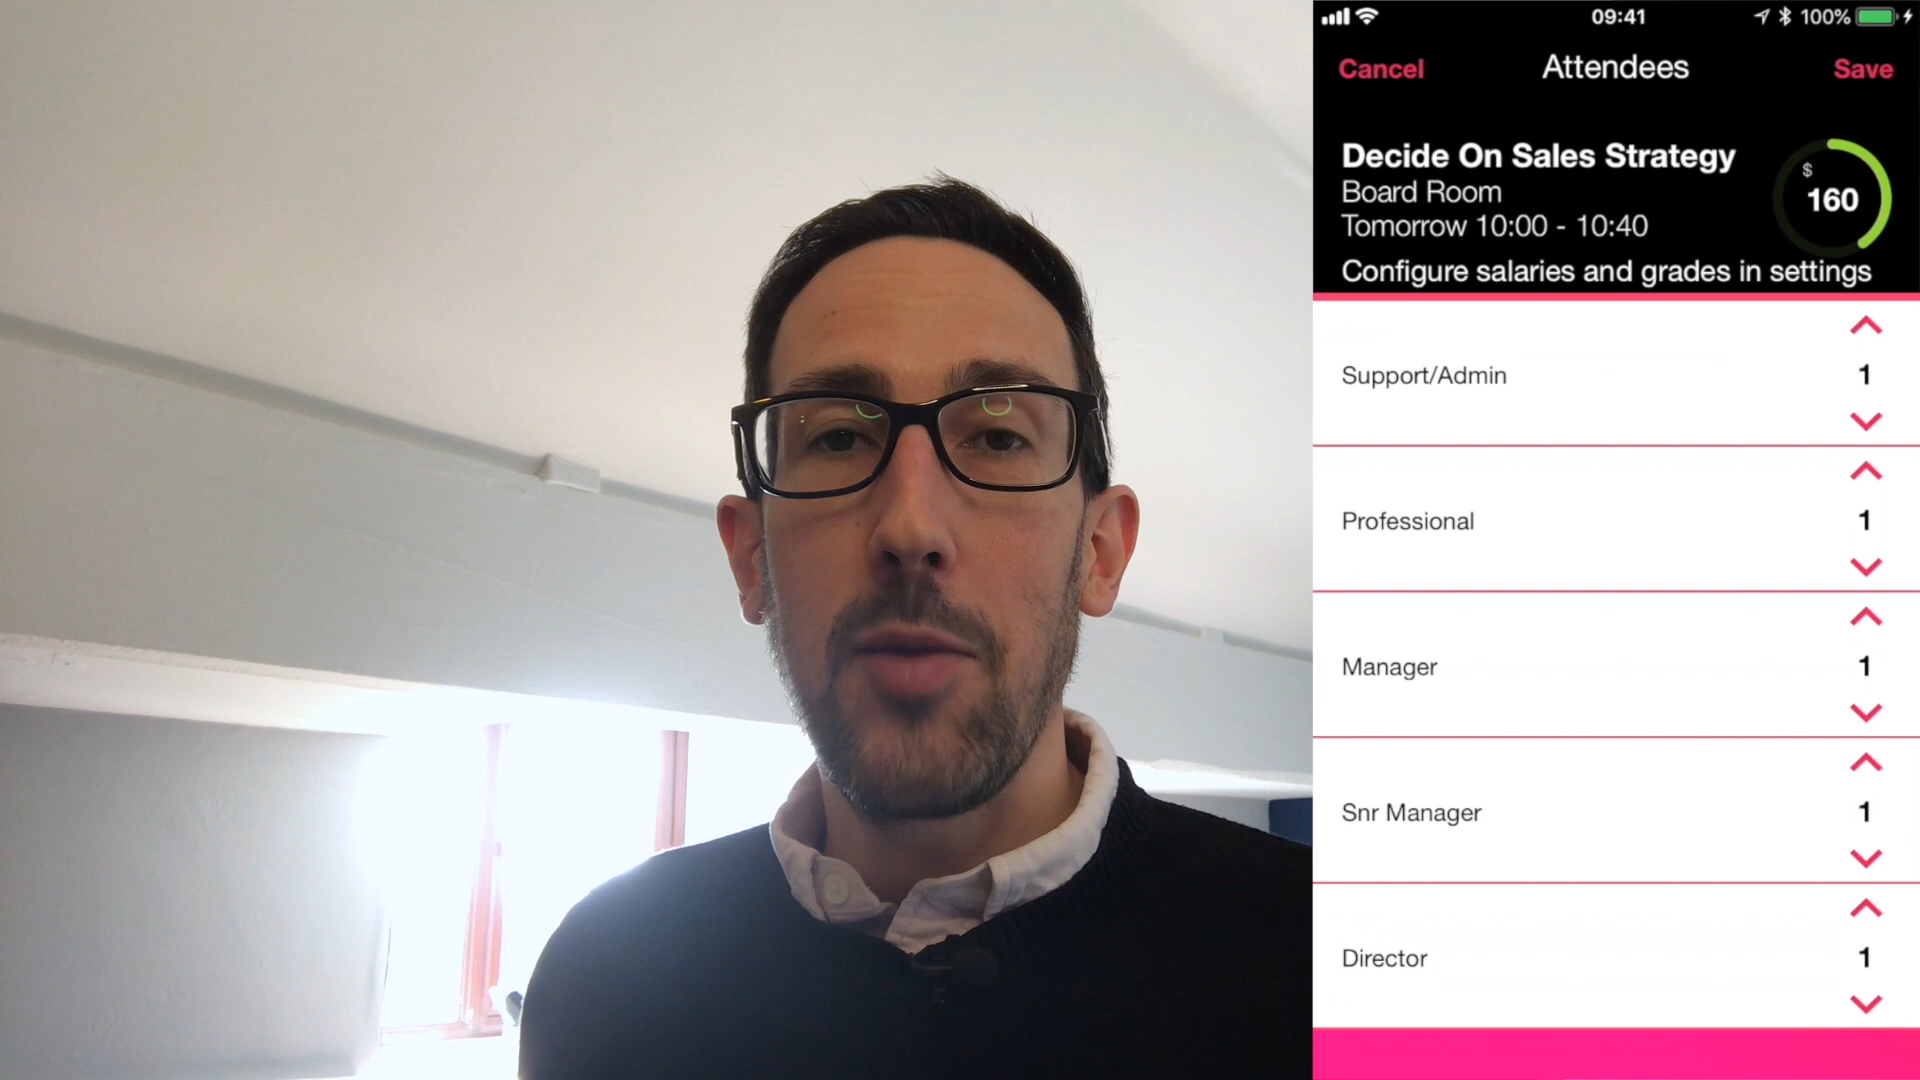 09:41
100%
Cancel
Attendees
Save
Decide On Sales Strategy
Board Room
Tomorrow 10:00 - 10:40
$
160
Configure salaries and grades in settings
Support/Admin
1
Professional
1
Manager
1
Snr Manager
1
Director
1